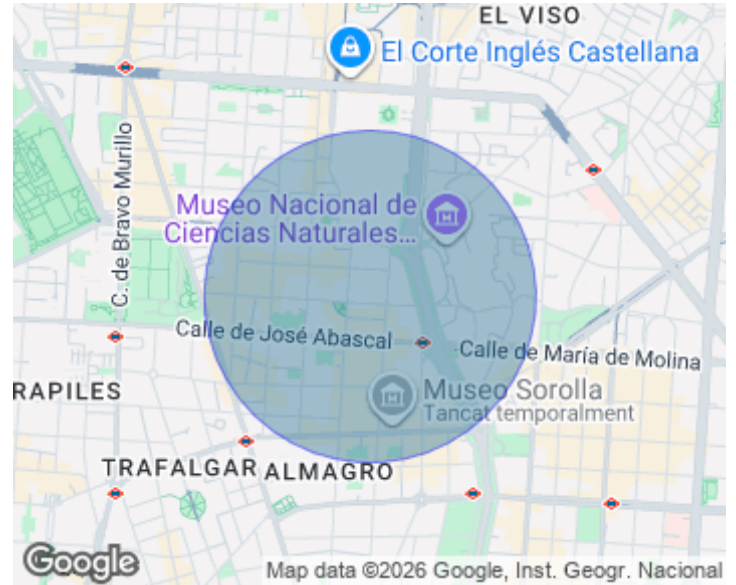 EL VISO
El Corte Inglés Castellana
C. de Bravo Murillo
Museo Nacional de
Ciencias Naturales...
Calle de José Abascal
Calle de María de Molina
RAPILES
Museo Sorolla
Tancat temporalment
TRAFALGAR
ALMAGRO
Google
Map data ©2026 Google, Inst. Geogr. Nacional